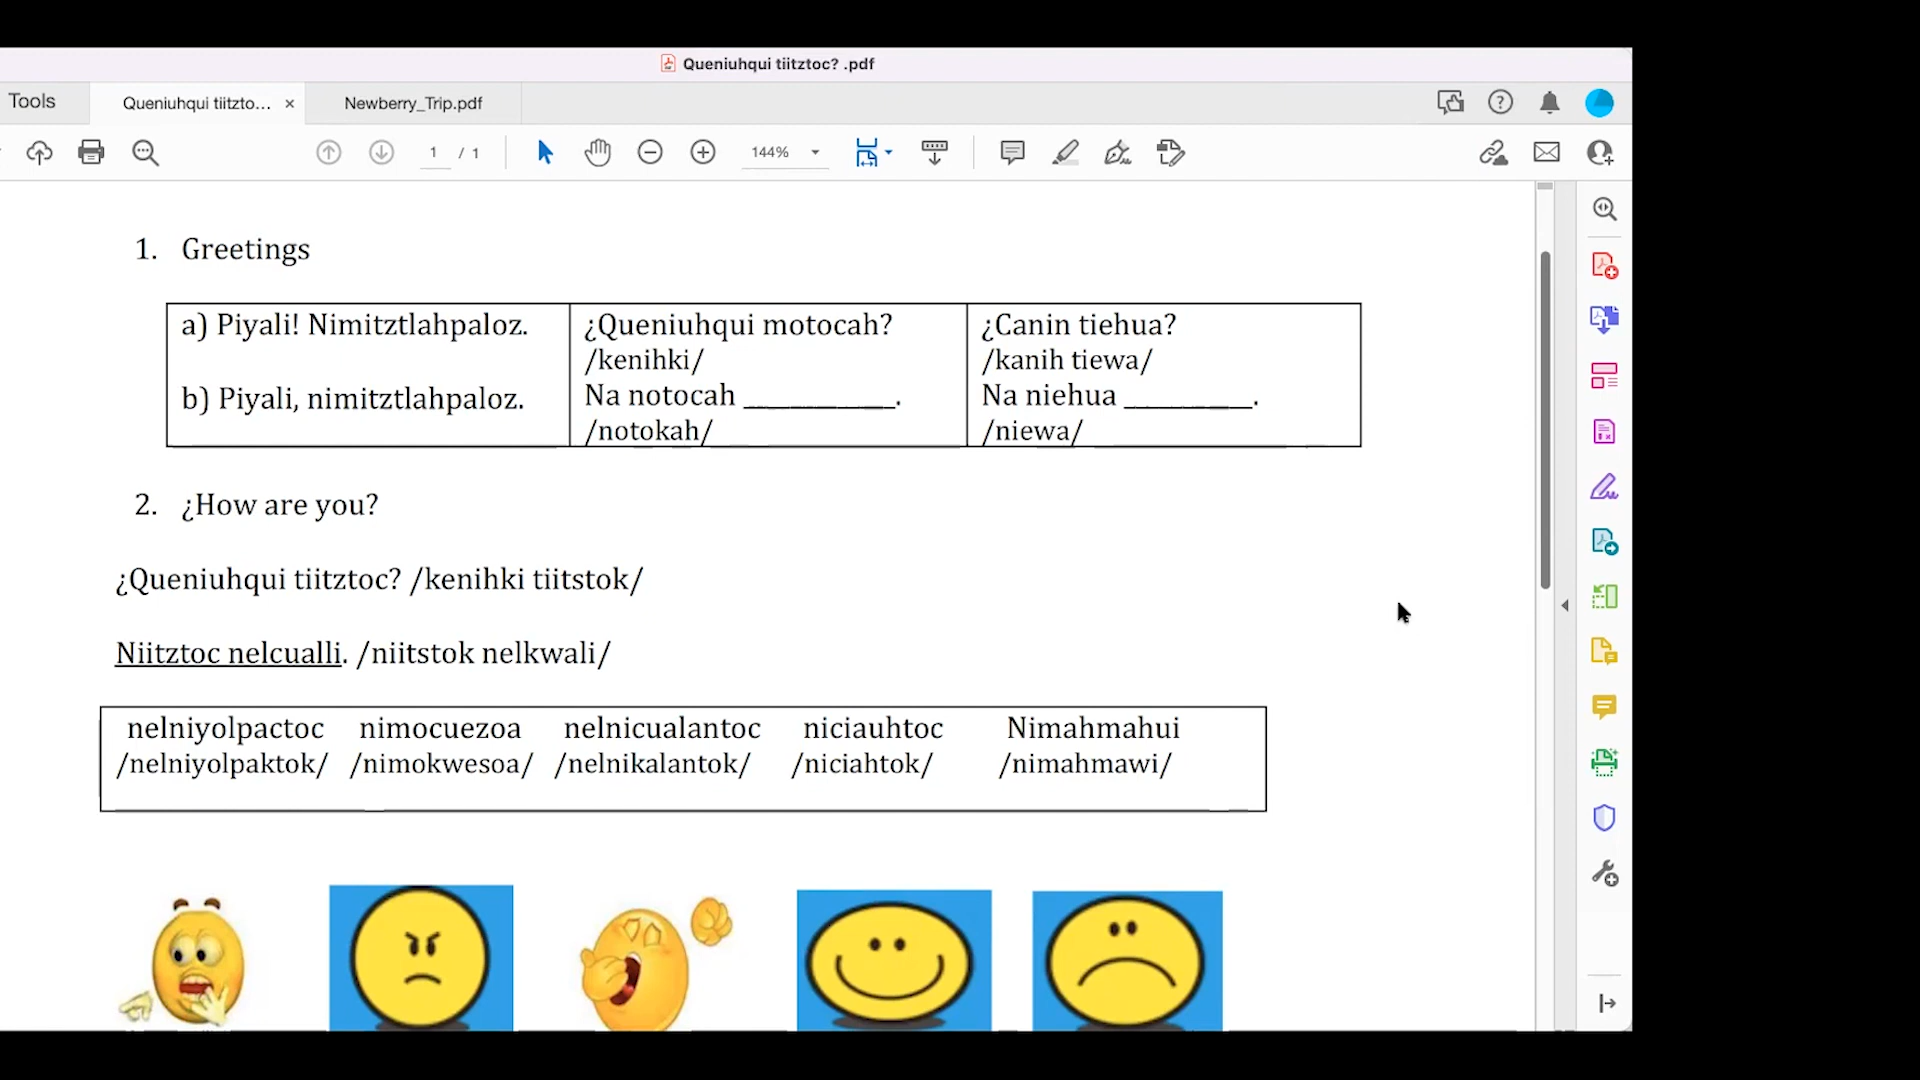 Queniuhqui tiitztoc? .pdf
Tools
Queniuhqui tiitzto... ×
Newberry_Trip.pdf
1 / 1
144%
1. Greetings
a) Piyali! Nimitztlahpaloz.
b) Piyali, nimitztlahpaloz.
¿Queniuhqui motocah?
/kenihki/
Na notocah ___________.
/notokah/
¿Canin tiehua?
/kanih tiewa/
Na niehua _________.
/niewa/
2. ¿How are you?
¿Queniuhqui tiitztoc? /kenihki tiitstok/
Niitztoc nelcualli. /niitstok nelkwali/
nelniyolpactoc nimocuezoa nelnicualantoc niciauhtoc Nimahmahui
/nelniyolpaktok/ /nimokwesoa/ /nelnikalantok/ /niciahtok/ /nimahmawi/